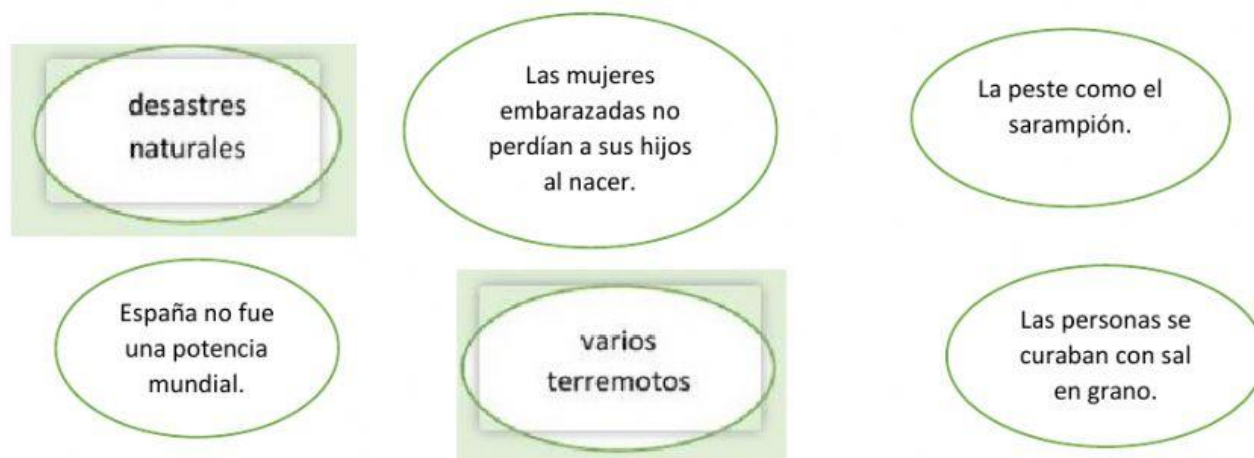 desastres
naturales
Las mujeres
embarazadas no
perdían a sus hijos
al nacer.
La peste como el
sarampión.
España no fue
una potencia
mundial.
varios
terremotos
Las personas se
curaban con sal
en grano.